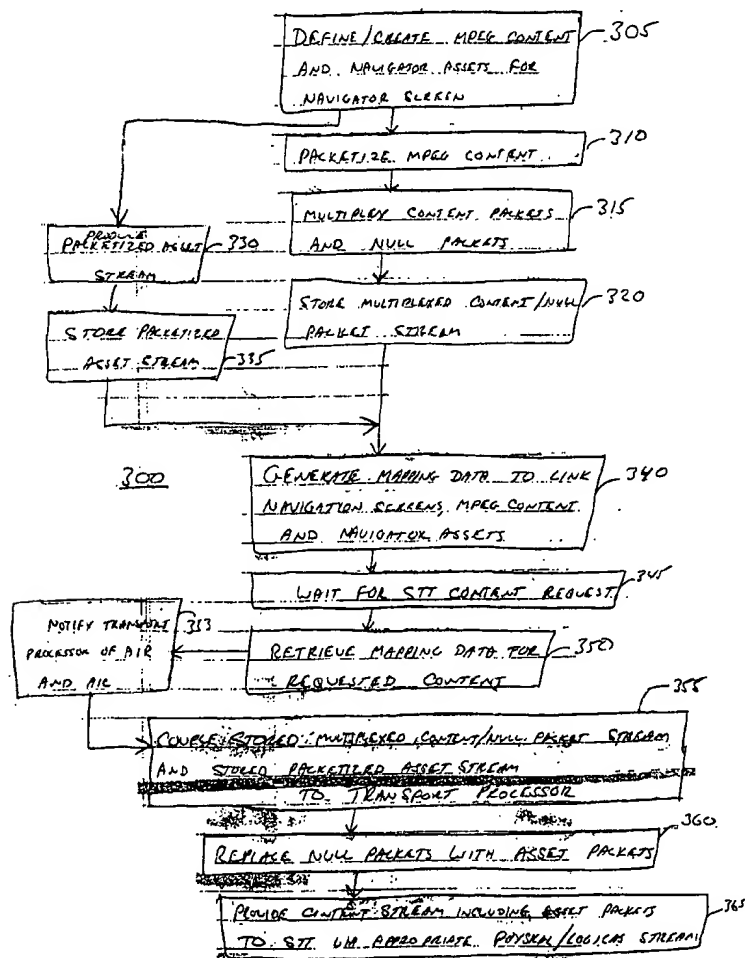 DEFINE/CREATE MPEG CONTENT
AND NAVIGATOR ASSETS FOR
NAVIGATOR SCREEN
305
PACKETIZE MPEG CONTENT
310
MULTIPLEX CONTENT PACKETS
AND NULL PACKETS
315
PRODUCE
PACKETIZED ASSET
STREAM
330
STORE MULTIPLEXED CONTENT/NULL
PACKET STREAM
320
STORE PACKETIZED
ASSET STREAM
335
300
GENERATE MAPPING DATA TO LINK
NAVIGATION SCREENS, MPEG CONTENT
AND NAVIGATOR ASSETS
340
WAIT FOR STT CONTENT REQUEST
345
NOTIFY TRANSPORT
PROCESSOR OF AIR
AND AIC
353
RETRIEVE MAPPING DATA FOR
REQUESTED CONTENT
350
355
COUPLE STORED MULTIPLEXED CONTENT/NULL PACKET STREAM
AND STORED PACKETIZED ASSET STREAM
TO TRANSPORT PROCESSOR
360
REPLACE NULL PACKETS WITH ASSET PACKETS
PROVIDE CONTENT STREAM INCLUDING ASSET PACKETS
TO STT VIA APPROPRIATE PHYSICAL/LOGICAL STREAM
365